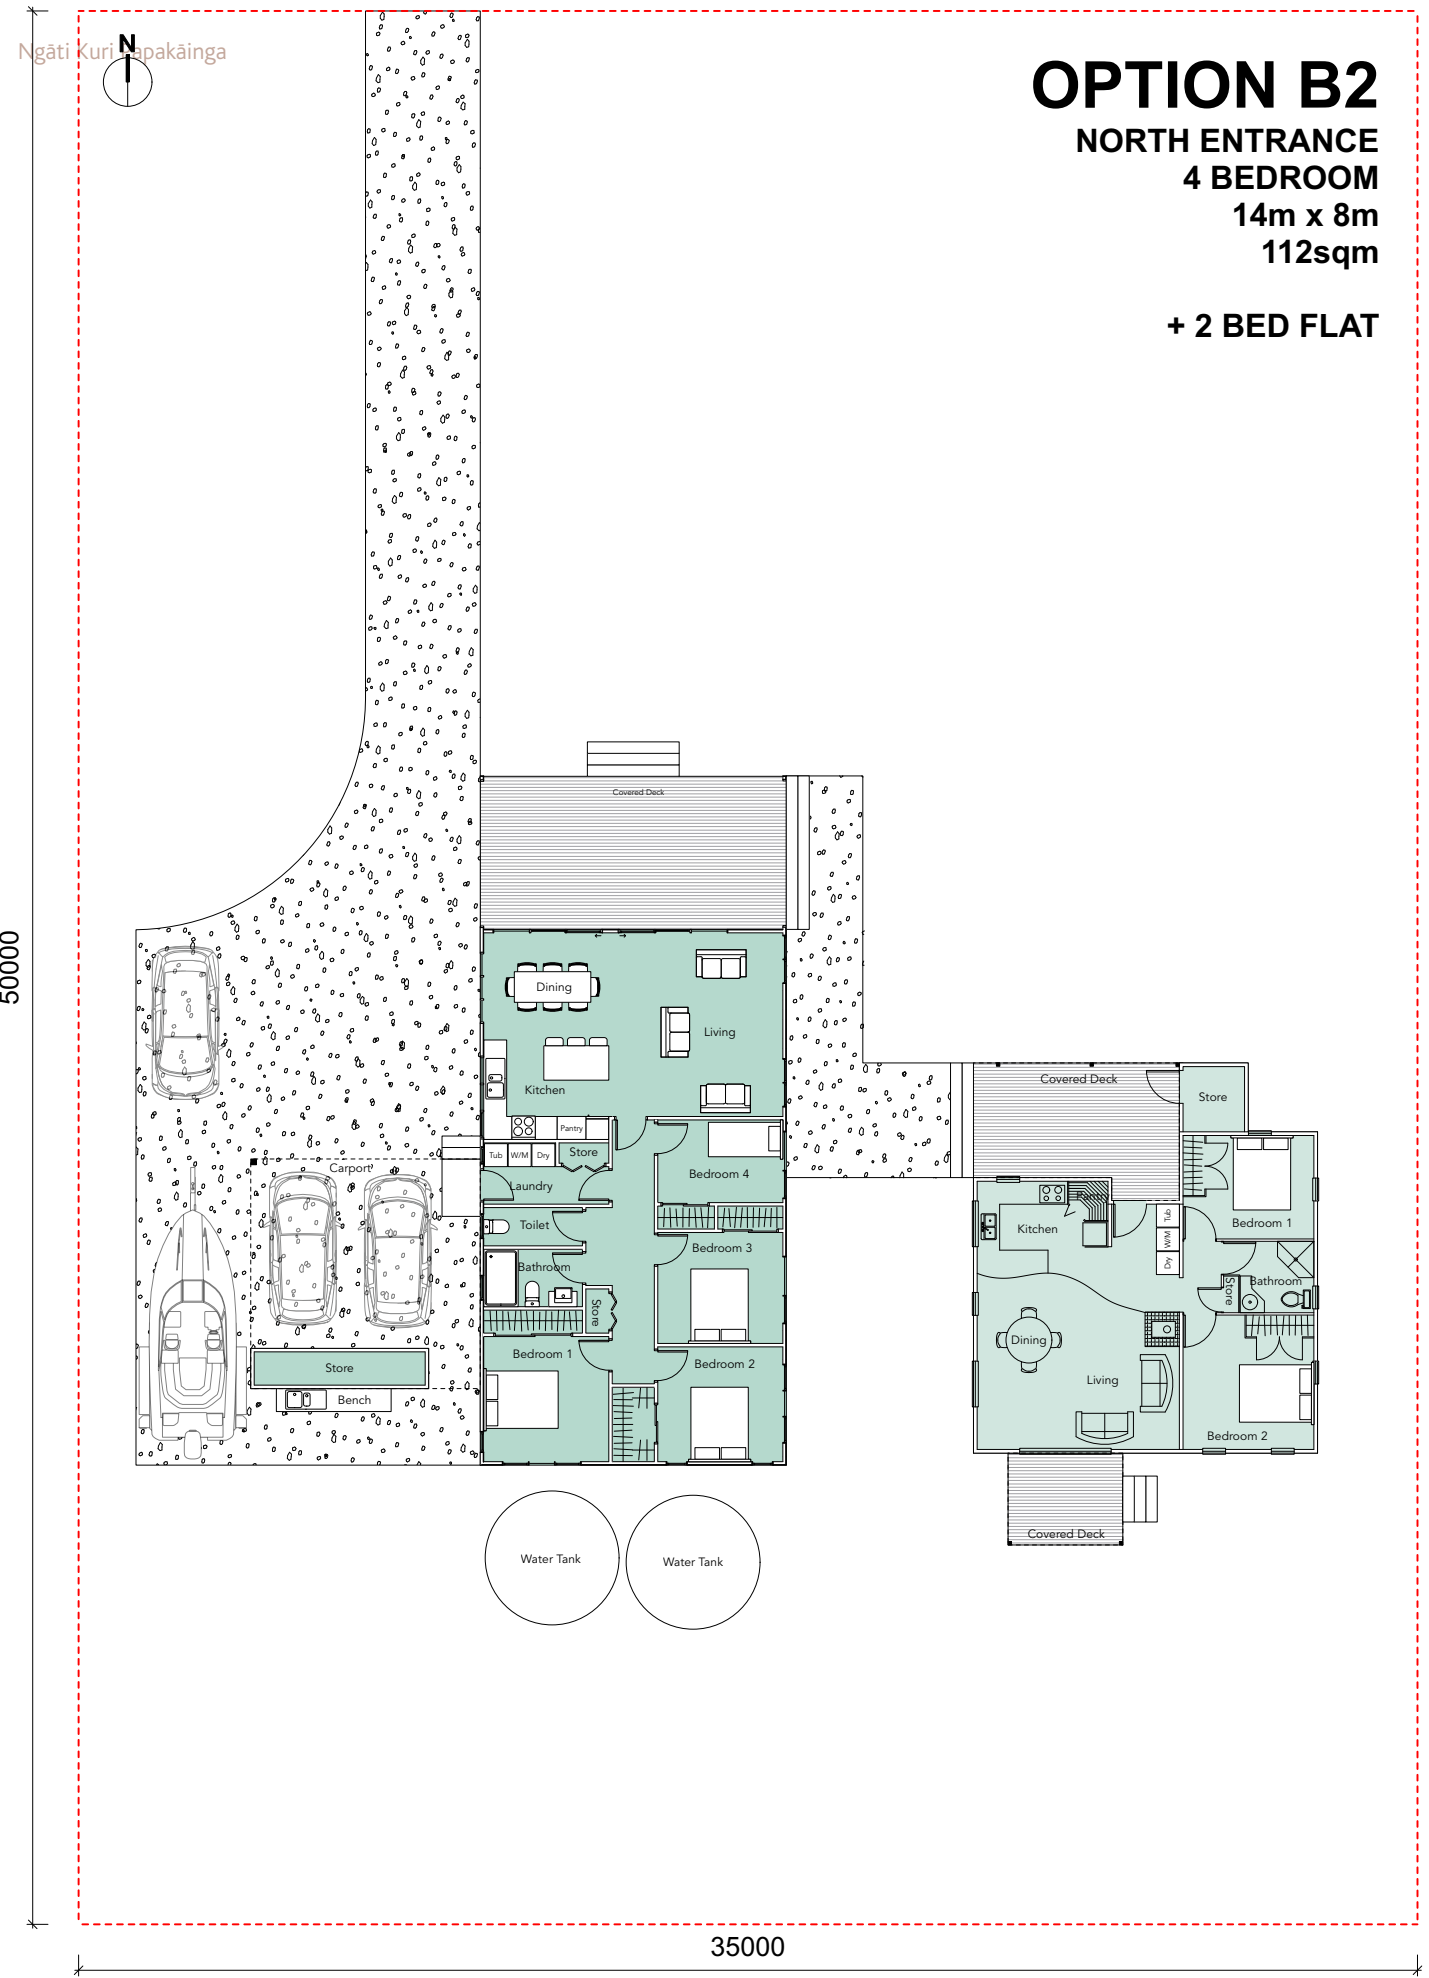 Ngāti Kuri Papakāinga
N
OPTION B2
NORTH ENTRANCE
4 BEDROOM
14m x 8m
112sqm
+ 2 BED FLAT
50000
Covered Deck
Dining
Living
Kitchen
Pantry
Tub
W/M
Dry
Store
Laundry
Bedroom 4
Toilet
Bathroom
Bedroom 3
Store
Bedroom 1
Bedroom 2
Carport
Store
Bench
Water Tank
Water Tank
Covered Deck
Store
Pantry
Kitchen
Tub
W/M
Dry
Bedroom 1
Bathroom
Store
Dining
Living
Bedroom 2
Covered Deck
35000